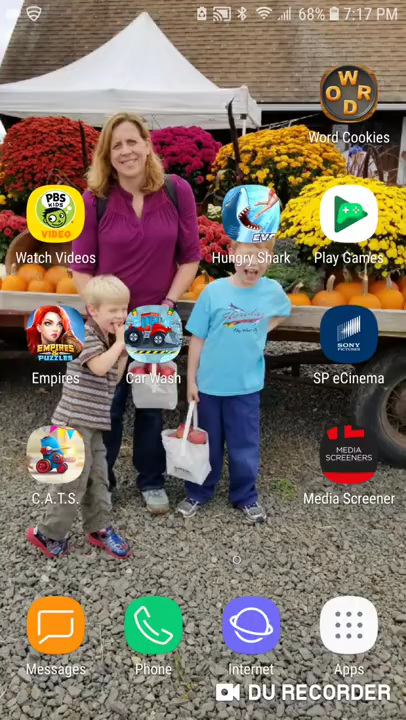 68% 7:17 PM
WORD
Word Cookies
PBS
KIDS
VIDEO
Watch Videos
EVO
Hungry Shark
Play Games
EMPIRES
& PUZZLES
Empires
Car Wash
SONY
PICTURES
SP eCinema
C.A.T.S.
MEDIA
SCREENERS
Media Screener
Messages
Phone
Internet
Apps
DU RECORDER